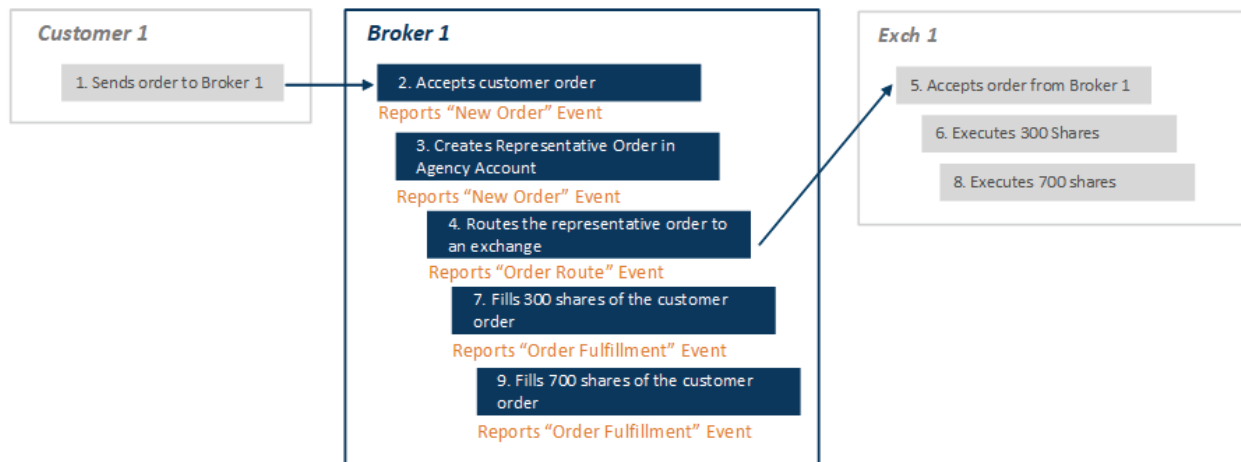 Customer 1
1. Sends order to Broker 1
Broker 1
2. Accepts customer order
Reports “New Order” Event
3. Creates Representative Order in
Agency Account
Reports “New Order” Event
4. Routes the representative order to
an exchange
Reports “Order Route” Event
7. Fills 300 shares of the customer
order
Reports “Order Fulfillment” Event
9. Fills 700 shares of the customer
order
Reports “Order Fulfillment” Event
Exch 1
5. Accepts order from Broker 1
6. Executes 300 Shares
8. Executes 700 shares